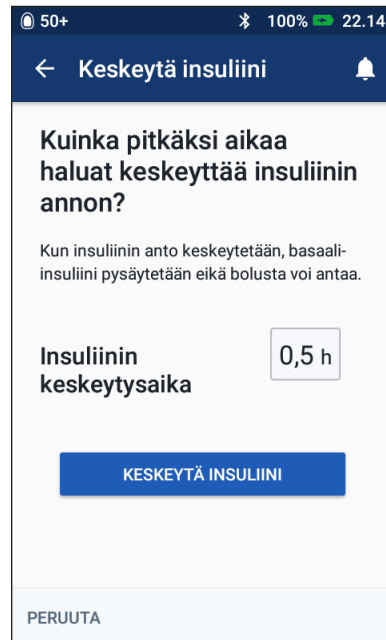 50+ 100% 22.14
Keskeytä insuliini
Kuinka pitkäksi aikaa
haluat keskeyttää insuliinin
annon?
Kun insuliinin anto keskeytetään, basaali-
insuliini pysäytetään eikä bolusta voi antaa.
Insuliinin
keskeytysaika
0,5 h
KESKEYTÄ INSULIINI
PERUUTA